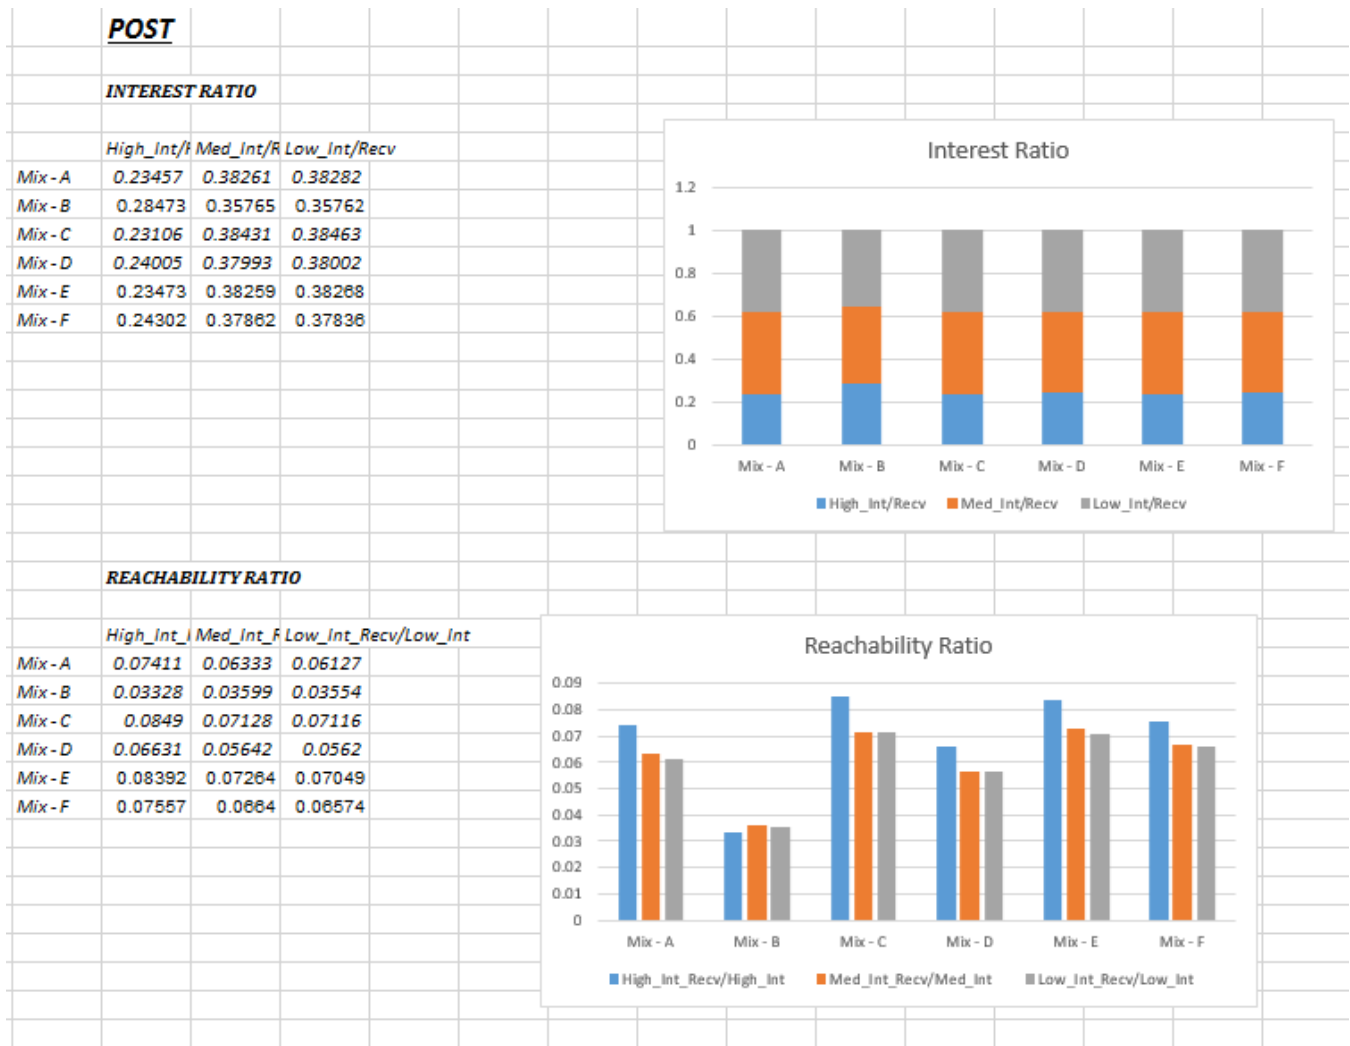 POST
INTEREST RATIO
High_Int/ Med_Int/R Low_Int/Recv
Mix - A 0.23457 0.38261 0.38282
Mix - B 0.28473 0.35765 0.35762
Mix - C 0.23106 0.38431 0.38463
Mix - D 0.24005 0.37993 0.38002
Mix - E 0.23473 0.38259 0.38268
Mix - F 0.24302 0.37862 0.37836
Interest Ratio
1.2
1
0.8
0.6
0.4
0.2
0
Mix - A Mix - B Mix - C Mix - D Mix - E Mix - F
High_Int/Recv Med_Int/Recv Low_Int/Recv
REACHABILITY RATIO
High_Int_ Med_Int_R Low_Int_Recv/Low_Int
Mix - A 0.07411 0.06333 0.06127
Mix - B 0.03328 0.03599 0.03554
Mix - C 0.0849 0.07128 0.07116
Mix - D 0.06631 0.05642 0.0562
Mix - E 0.08392 0.07264 0.07049
Mix - F 0.07557 0.0664 0.06574
Reachability Ratio
0.09
0.08
0.07
0.06
0.05
0.04
0.03
0.02
0.01
0
Mix - A Mix - B Mix - C Mix - D Mix - E Mix - F
High_Int_Recv/High_Int Med_Int_Recv/Med_Int Low_Int_Recv/Low_Int